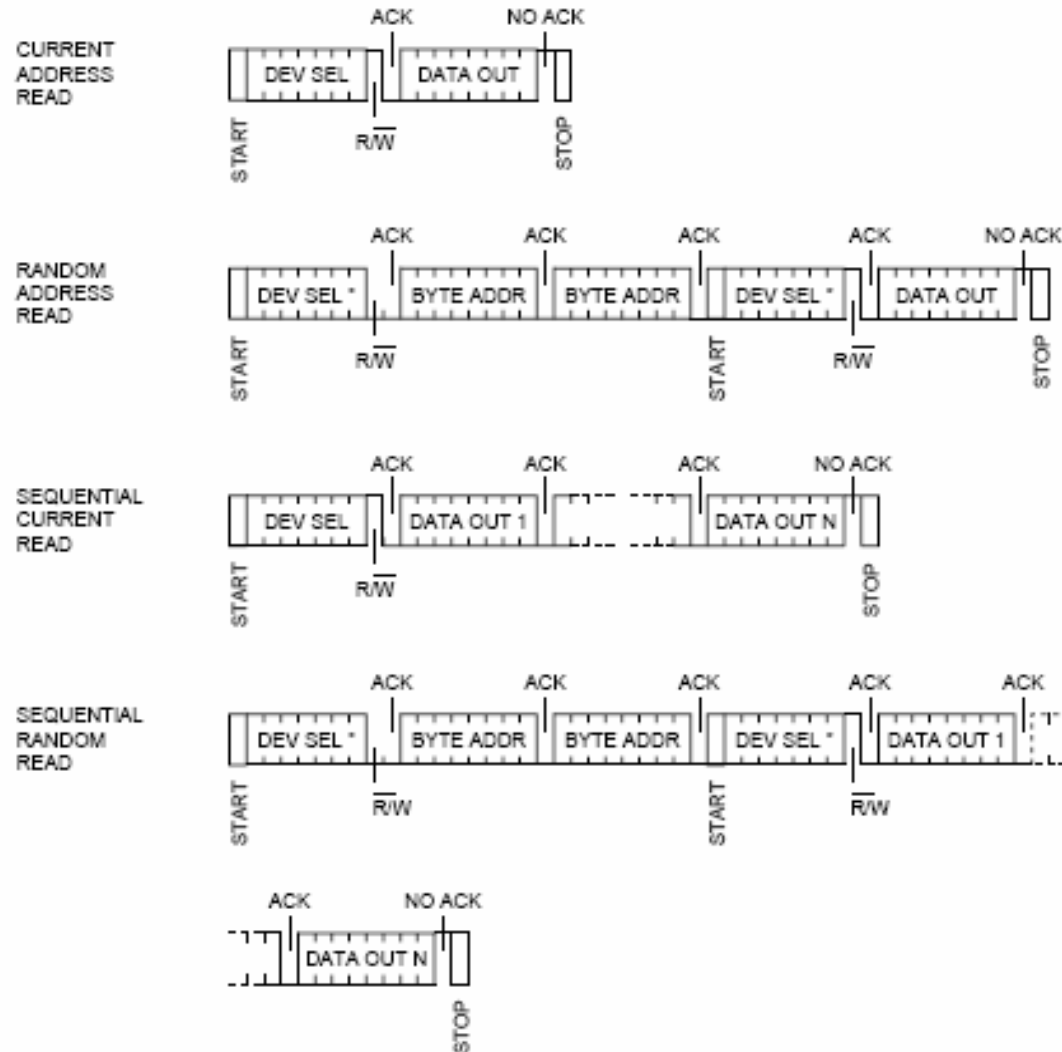 ACK NO ACK
CURRENT
ADDRESS
READ
DEV SEL DATA OUT
START R/W̅ STOP
ACK ACK ACK ACK NO ACK
RANDOM
ADDRESS
READ
DEV SEL * BYTE ADDR BYTE ADDR DEV SEL * DATA OUT
START R/W̅ START R/W̅ STOP
ACK ACK ACK NO ACK
SEQUENTIAL
CURRENT
READ
DEV SEL DATA OUT 1 DATA OUT N
START R/W̅ STOP
ACK ACK ACK ACK ACK
SEQUENTIAL
RANDOM
READ
DEV SEL * BYTE ADDR BYTE ADDR DEV SEL * DATA OUT 1
START R̅/W START R̅/W
ACK NO ACK
DATA OUT N
STOP